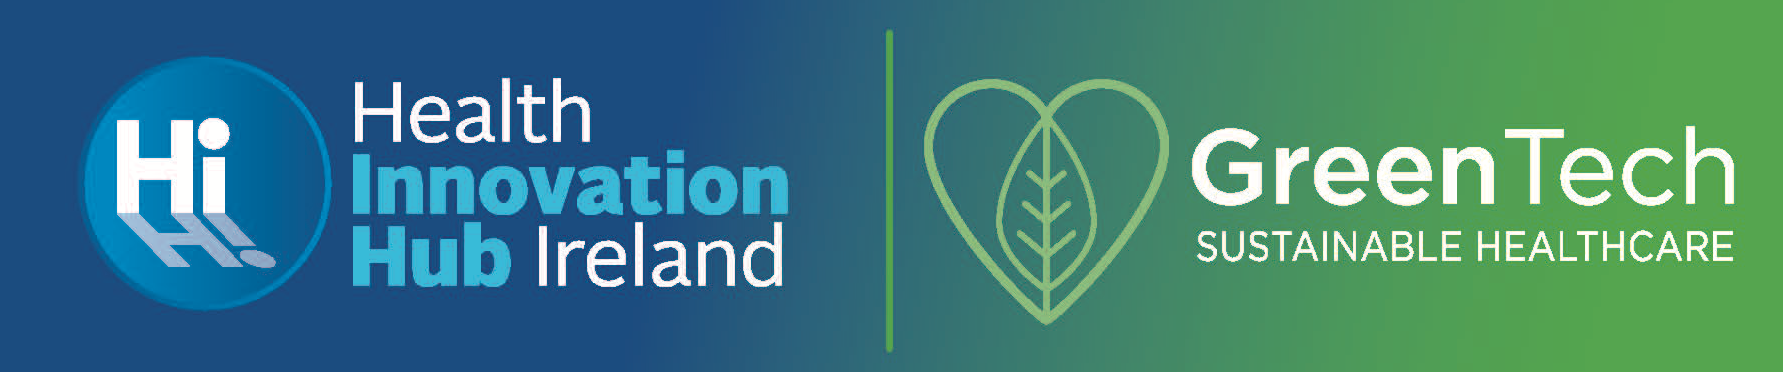 Hi
Health
Innovation
Hub Ireland
GreenTech
SUSTAINABLE HEALTHCARE